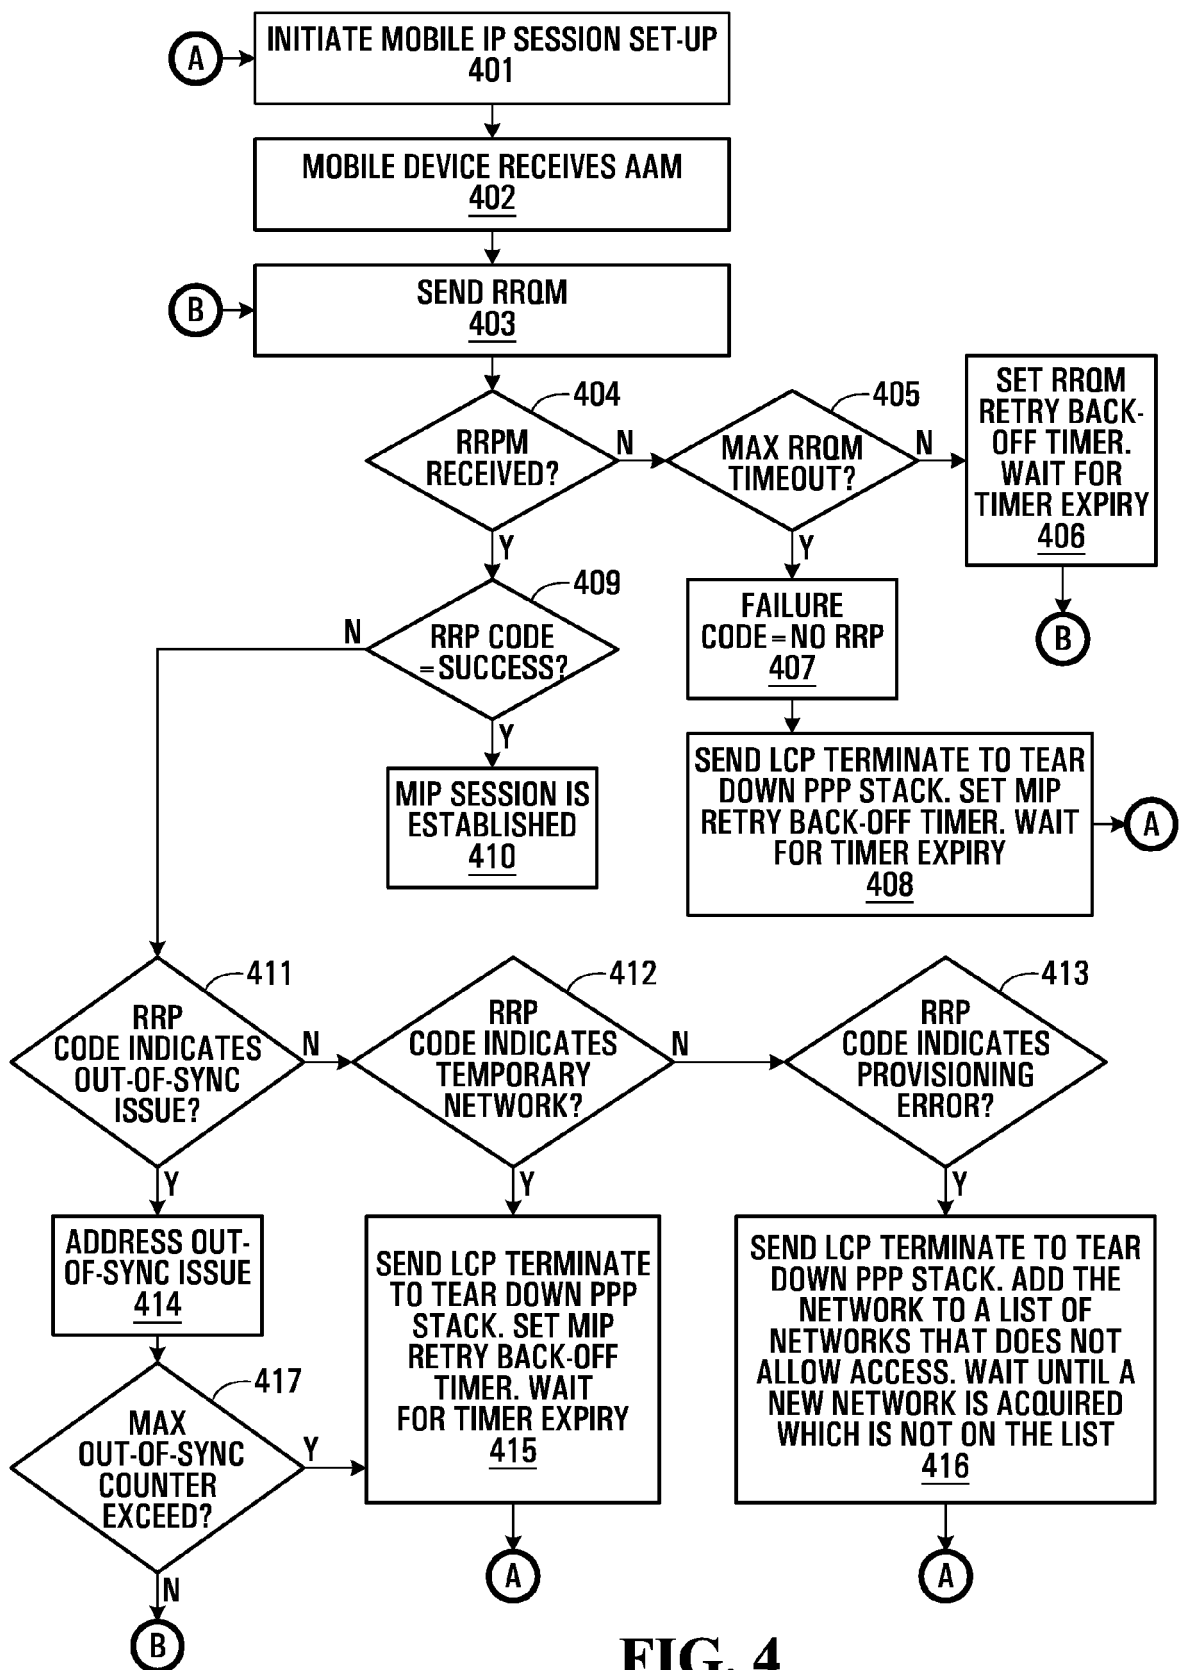 A
INITIATE MOBILE IP SESSION SET-UP
401
MOBILE DEVICE RECEIVES AAM
402
B
SEND RRQM
403
404
RRPM
RECEIVED?
N
Y
405
MAX RRQM
TIMEOUT?
N
Y
SET RRQM
RETRY BACK-
OFF TIMER.
WAIT FOR
TIMER EXPIRY
406
B
409
RRP CODE
=SUCCESS?
N
Y
FAILURE
CODE=NO RRP
407
MIP SESSION IS
ESTABLISHED
410
SEND LCP TERMINATE TO TEAR
DOWN PPP STACK. SET MIP
RETRY BACK-OFF TIMER. WAIT
FOR TIMER EXPIRY
408
A
411
RRP
CODE INDICATES
OUT-OF-SYNC
ISSUE?
N
Y
412
RRP
CODE INDICATES
TEMPORARY
NETWORK?
N
Y
413
RRP
CODE INDICATES
PROVISIONING
ERROR?
Y
ADDRESS OUT-
OF-SYNC ISSUE
414
417
MAX
OUT-OF-SYNC
COUNTER
EXCEED?
Y
N
B
SEND LCP TERMINATE
TO TEAR DOWN PPP
STACK. SET MIP
RETRY BACK-OFF
TIMER. WAIT
FOR TIMER EXPIRY
415
A
SEND LCP TERMINATE TO TEAR
DOWN PPP STACK. ADD THE
NETWORK TO A LIST OF
NETWORKS THAT DOES NOT
ALLOW ACCESS. WAIT UNTIL A
NEW NETWORK IS ACQUIRED
WHICH IS NOT ON THE LIST
416
A
FIG. 4